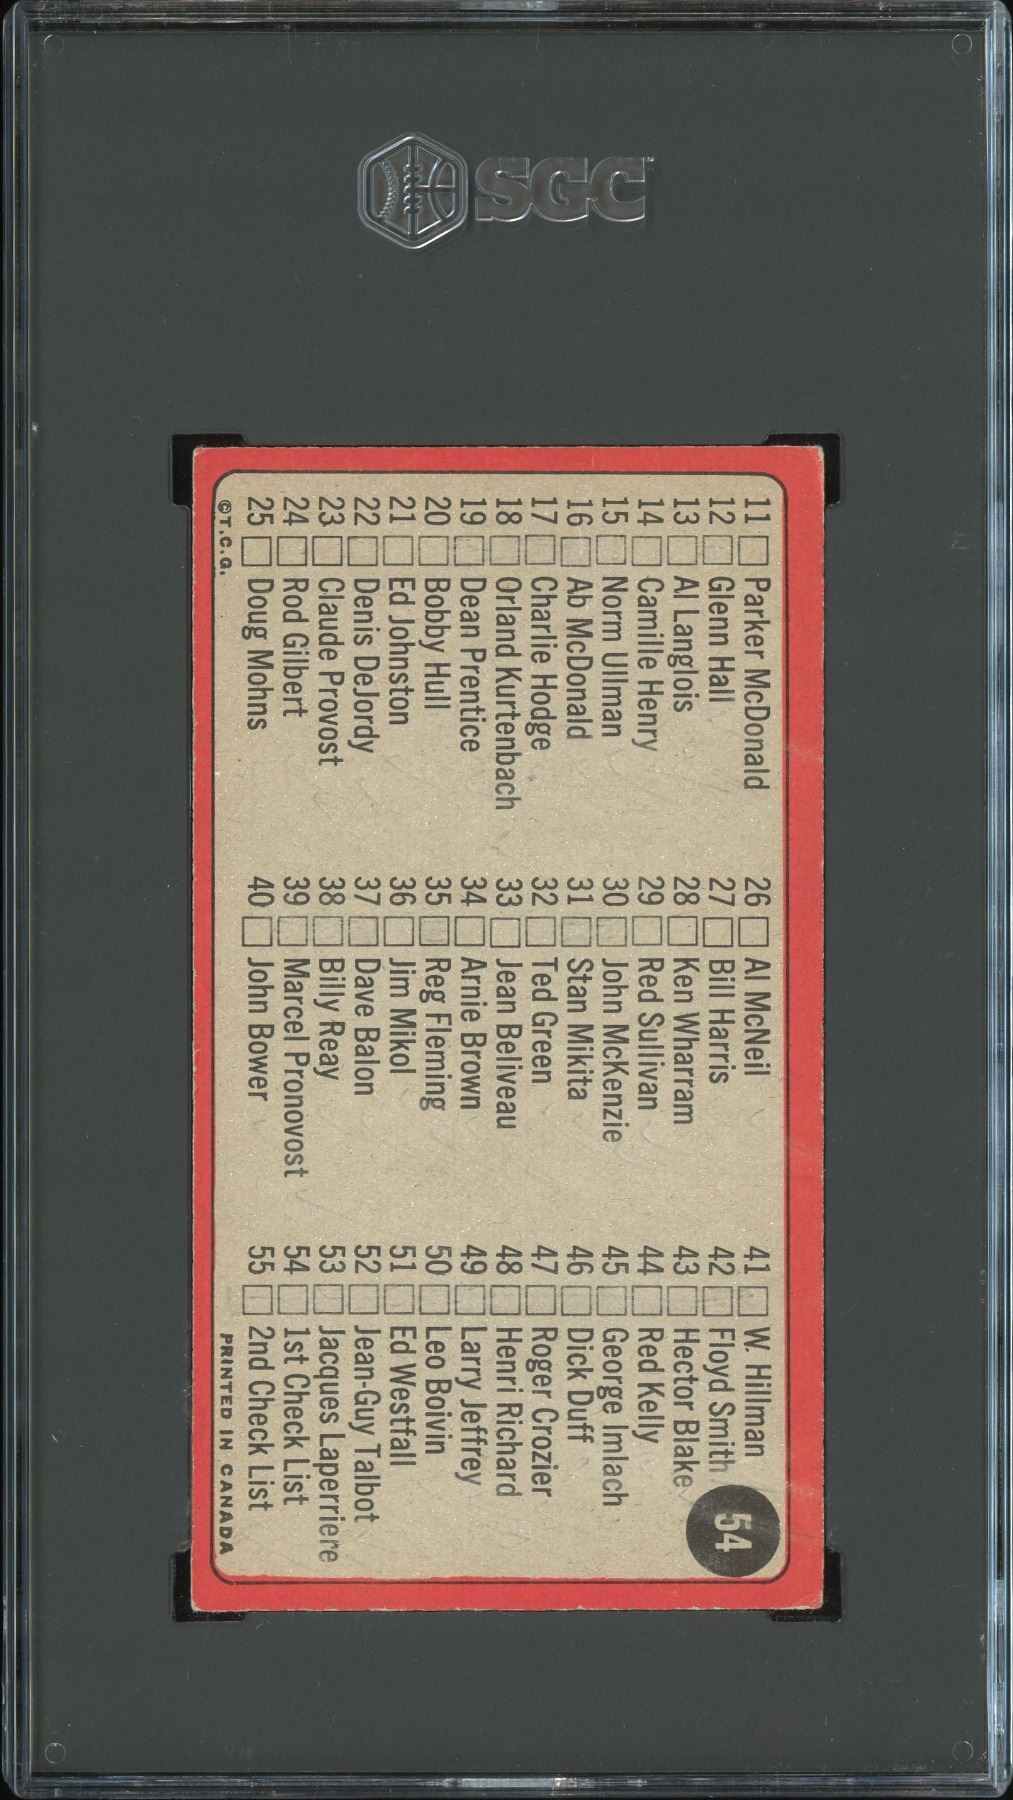 SGC
11 Parker McDonald
12 Glenn Hall
13 Al Langlois
14 Camille Henry
15 Norm Ullman
16 Ab McDonald
17 Charlie Hodge
18 Orland Kurtenbach
19 Dean Prentice
20 Bobby Hull
21 Ed Johnston
22 Denis DeJordy
23 Claude Provost
24 Rod Gilbert
25 Doug Mohns
©T.C.G.
26 Al McNeil
27 Bill Harris
28 Ken Wharram
29 Red Sullivan
30 John McKenzie
31 Stan Mikita
32 Ted Green
33 Jean Beliveau
34 Arnie Brown
35 Reg Fleming
36 Jim Mikol
37 Dave Balon
38 Billy Reay
39 Marcel Pronovost
40 John Bower
41 W. Hillman
42 Floyd Smith
43 Hector Blake
44 Red Kelly
45 George Imlach
46 Dick Duff
47 Roger Crozier
48 Henri Richard
49 Larry Jeffrey
50 Leo Boivin
51 Ed Westfall
52 Jean-Guy Talbot
53 Jacques Laperriere
54 1st Check List
55 2nd Check List
54
PRINTED IN CANADA